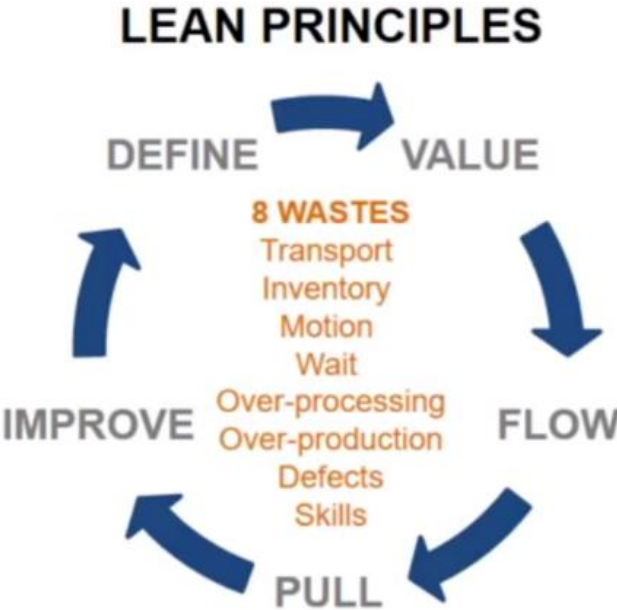 LEAN PRINCIPLES
DEFINE
VALUE
8 WASTES
Transport
Inventory
Motion
Wait
Over-processing
Over-production
Defects
Skills
IMPROVE
FLOW
PULL